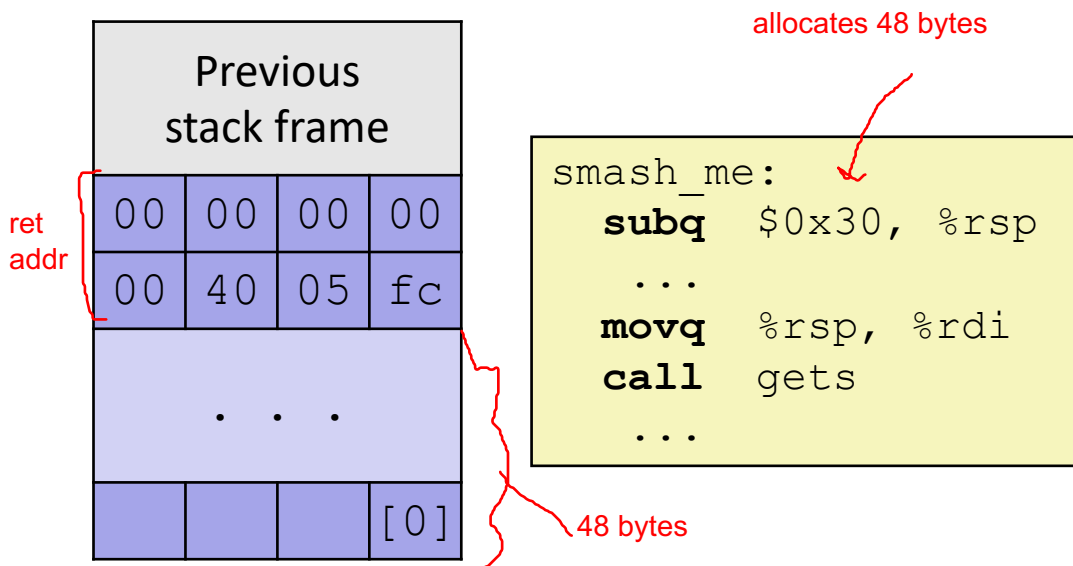 allocates 48 bytes
Previous
stack frame
ret
addr
00 00 00 00
00 40 05 fc
. . .
[0]
48 bytes
smash_me:
subq $0x30, %rsp
...
movq %rsp, %rdi
call gets
...